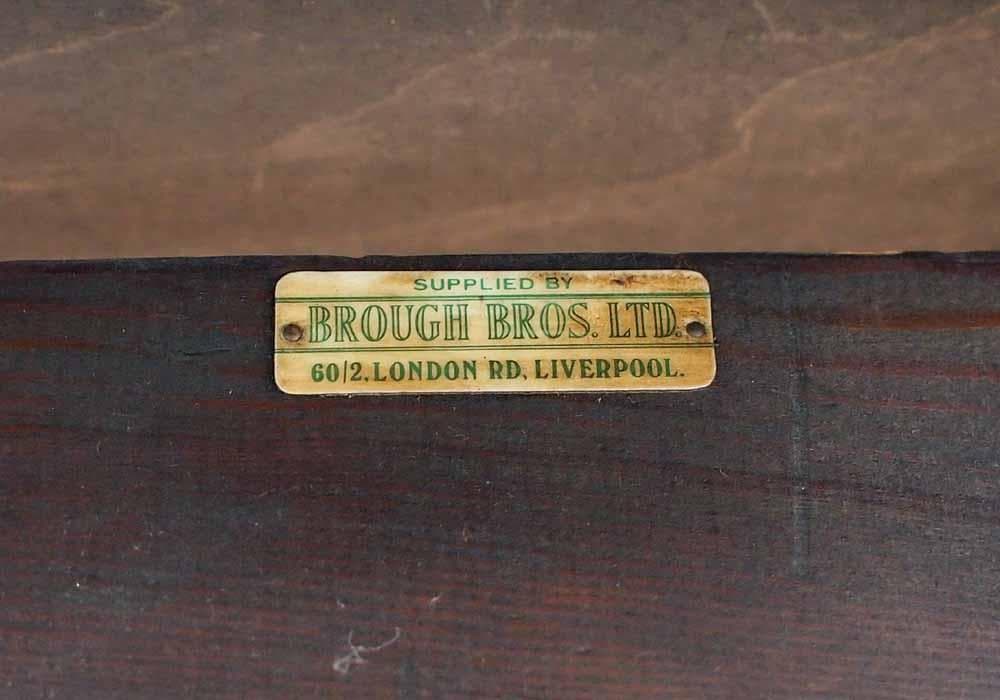 SUPPLIED BY
BROUGH BROS. LTD.
60/2, LONDON RD, LIVERPOOL.